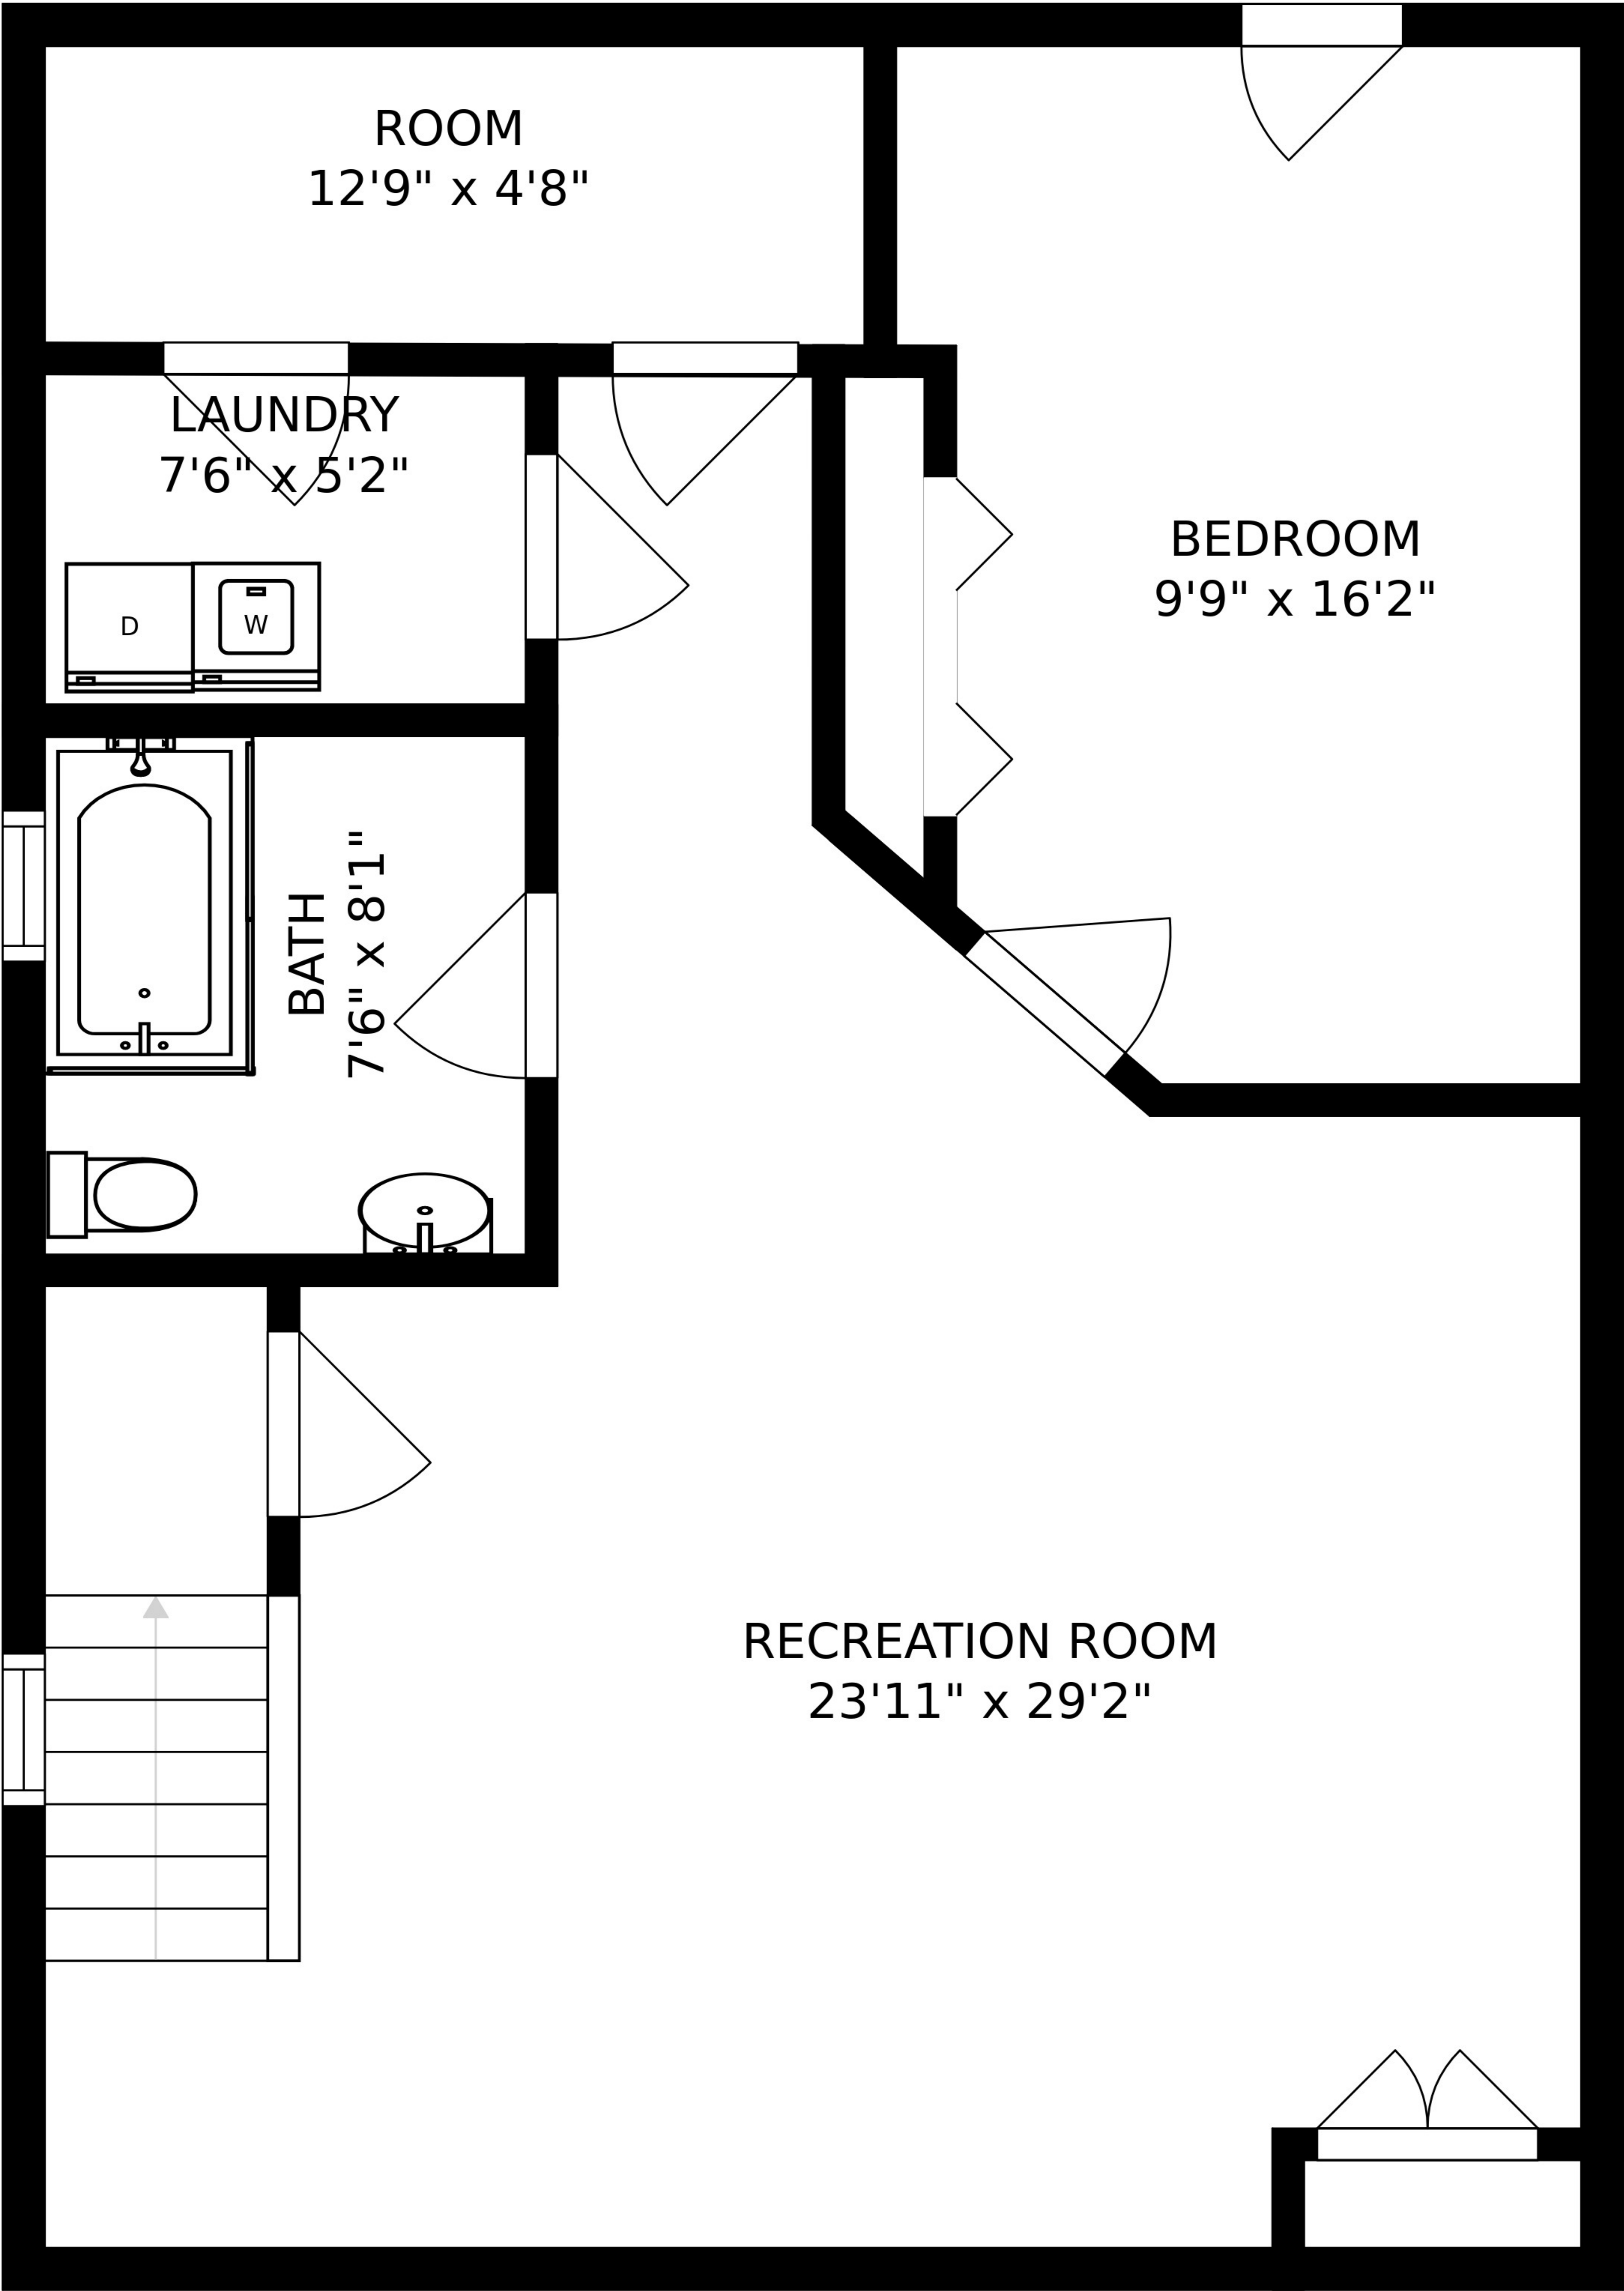 ROOM
12'9" x 4'8"
LAUNDRY
7'6" x 5'2"
D
W
BEDROOM
9'9" x 16'2"
BATH
7'6" x 8'1"
RECREATION ROOM
23'11" x 29'2"